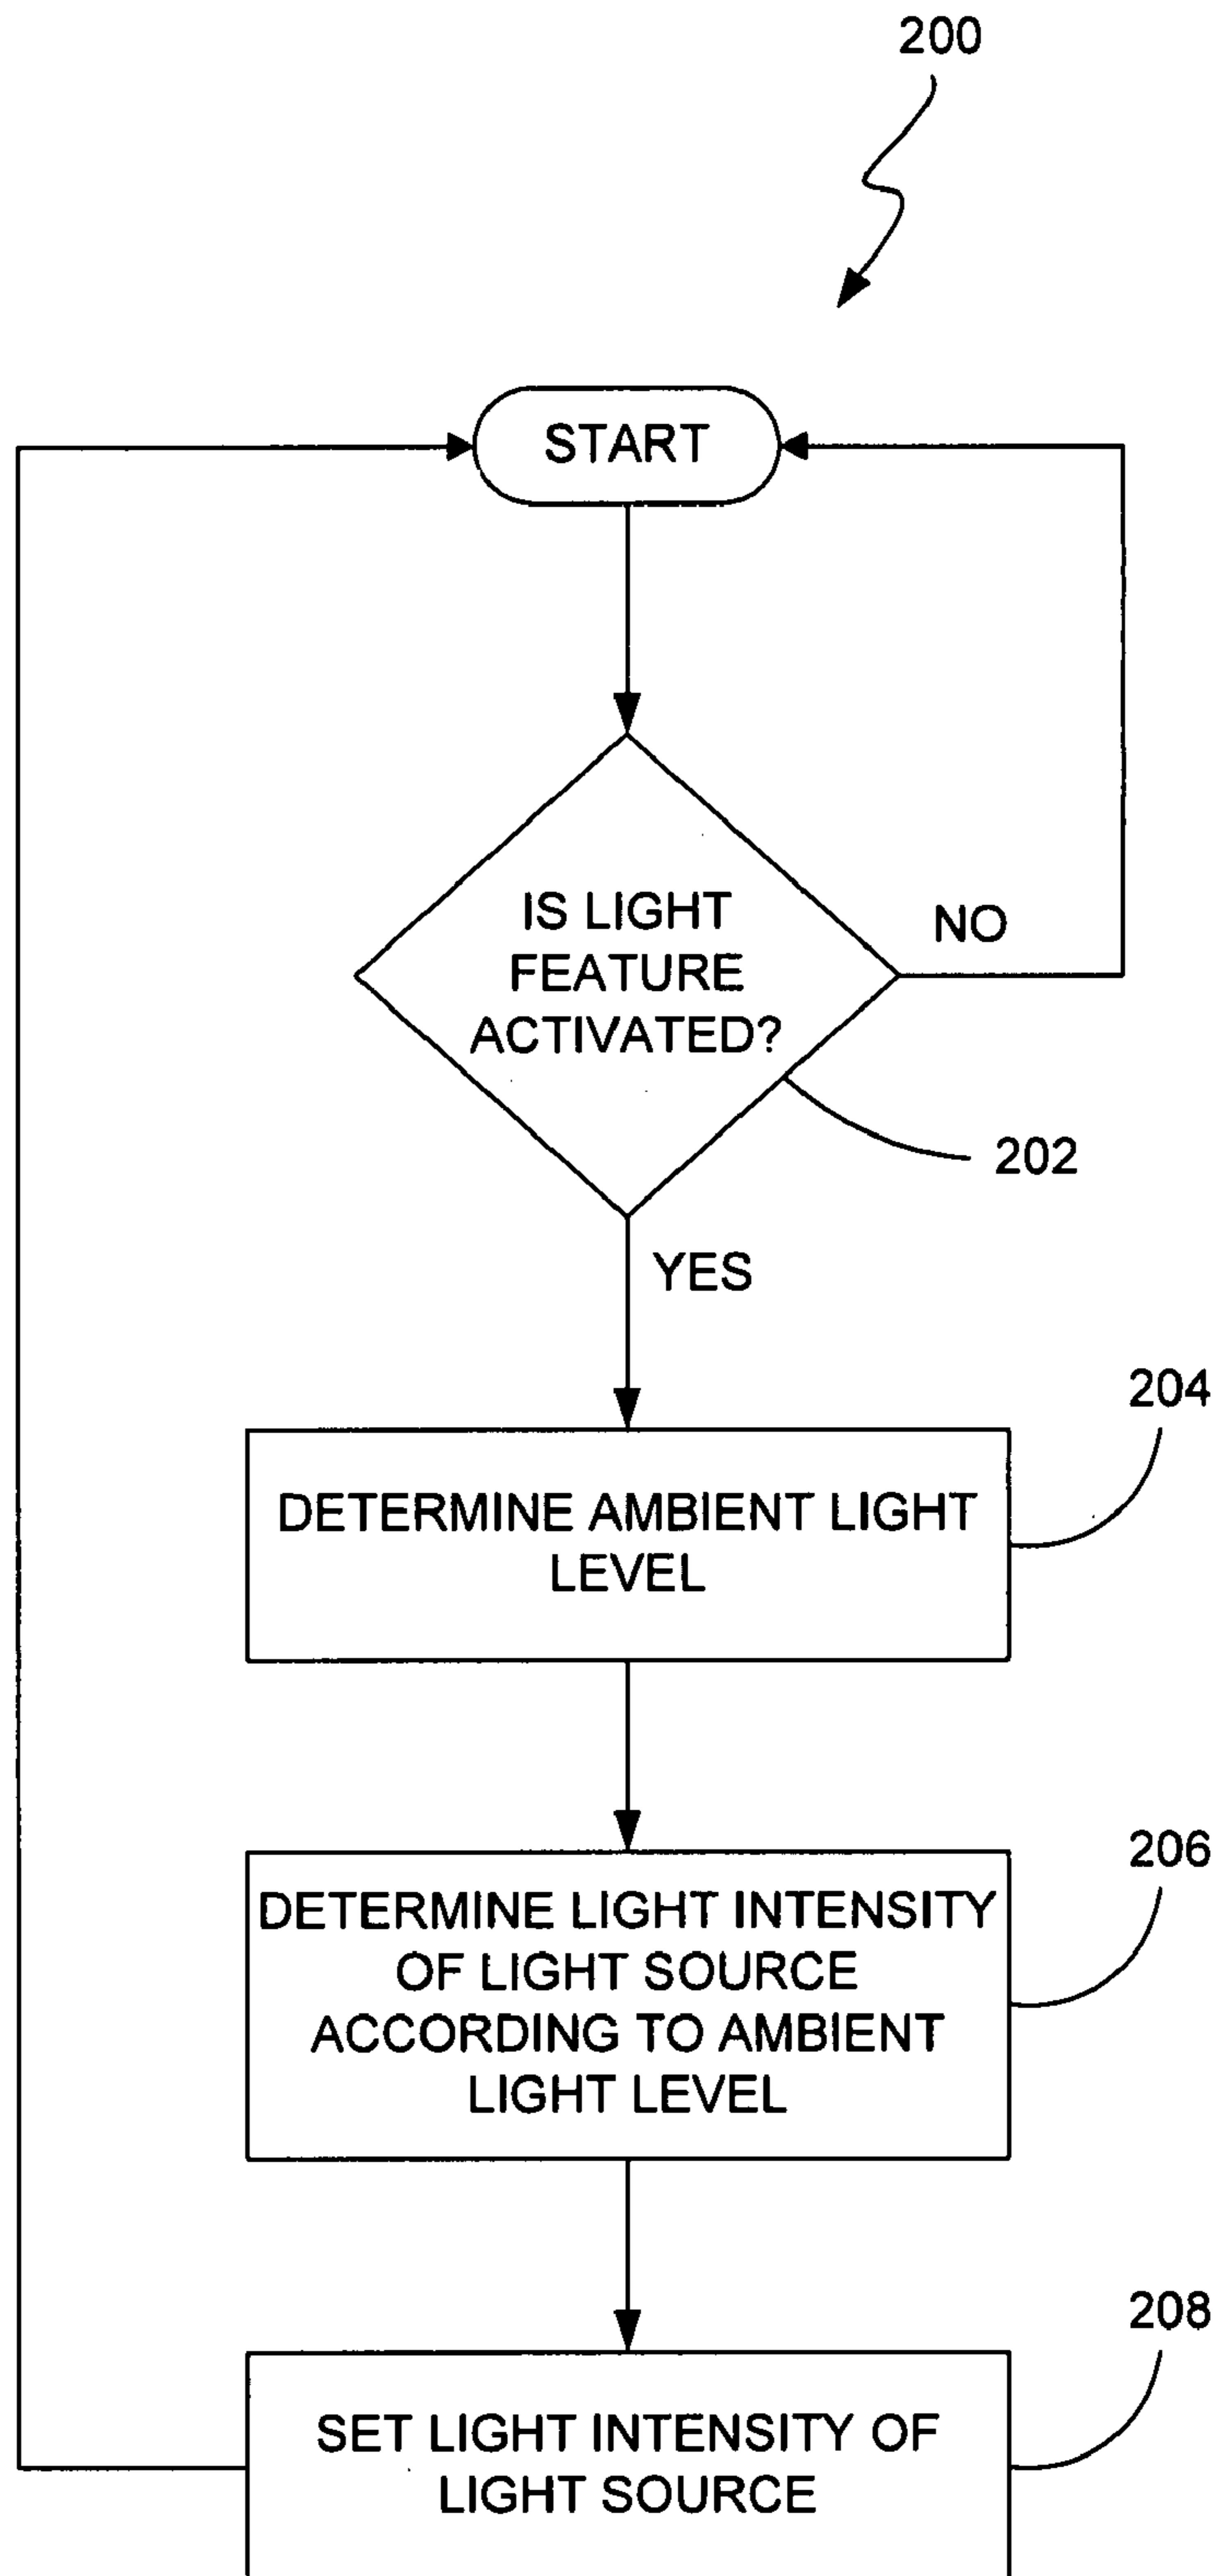 200
START
IS LIGHT
FEATURE
ACTIVATED?
NO
202
YES
204
DETERMINE AMBIENT LIGHT
LEVEL
206
DETERMINE LIGHT INTENSITY
OF LIGHT SOURCE
ACCORDING TO AMBIENT
LIGHT LEVEL
208
SET LIGHT INTENSITY OF
LIGHT SOURCE